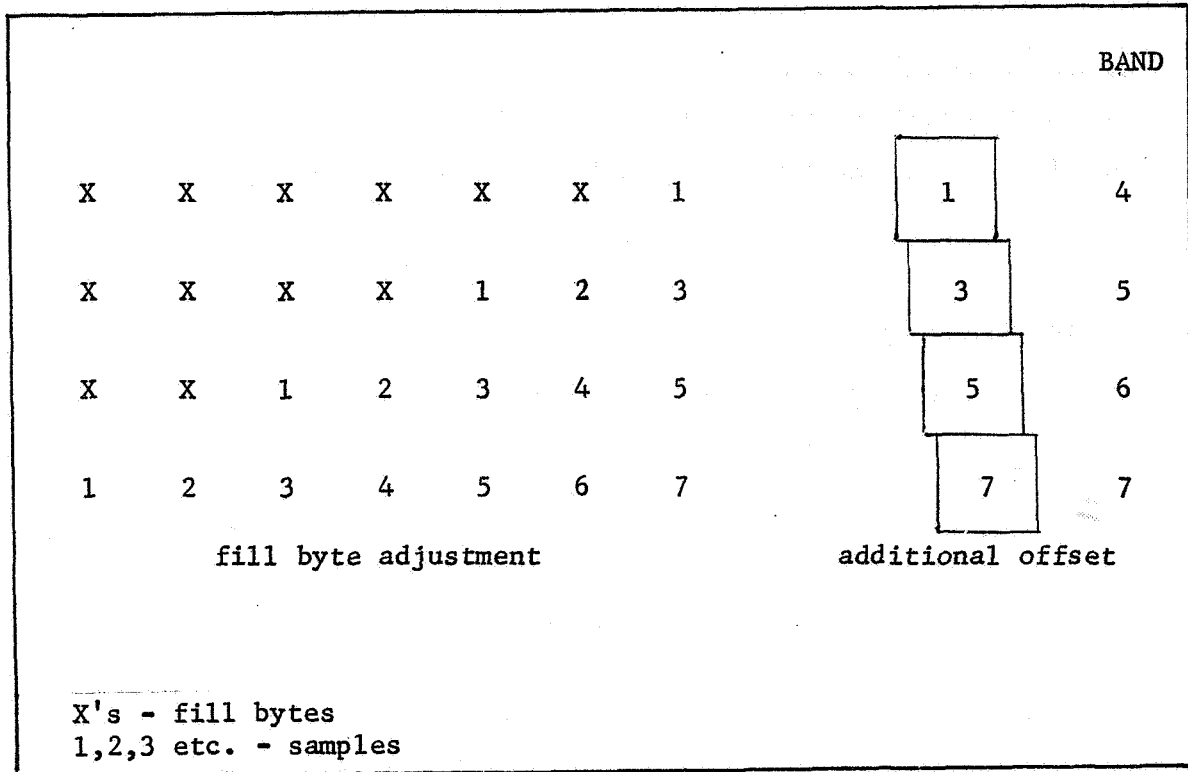 BAND
X X X X X X 1 1 4
X X X X 1 2 3 3 5
X X 1 2 3 4 5 5 6
1 2 3 4 5 6 7 7 7
fill byte adjustment additional offset
X's - fill bytes
1,2,3 etc. - samples